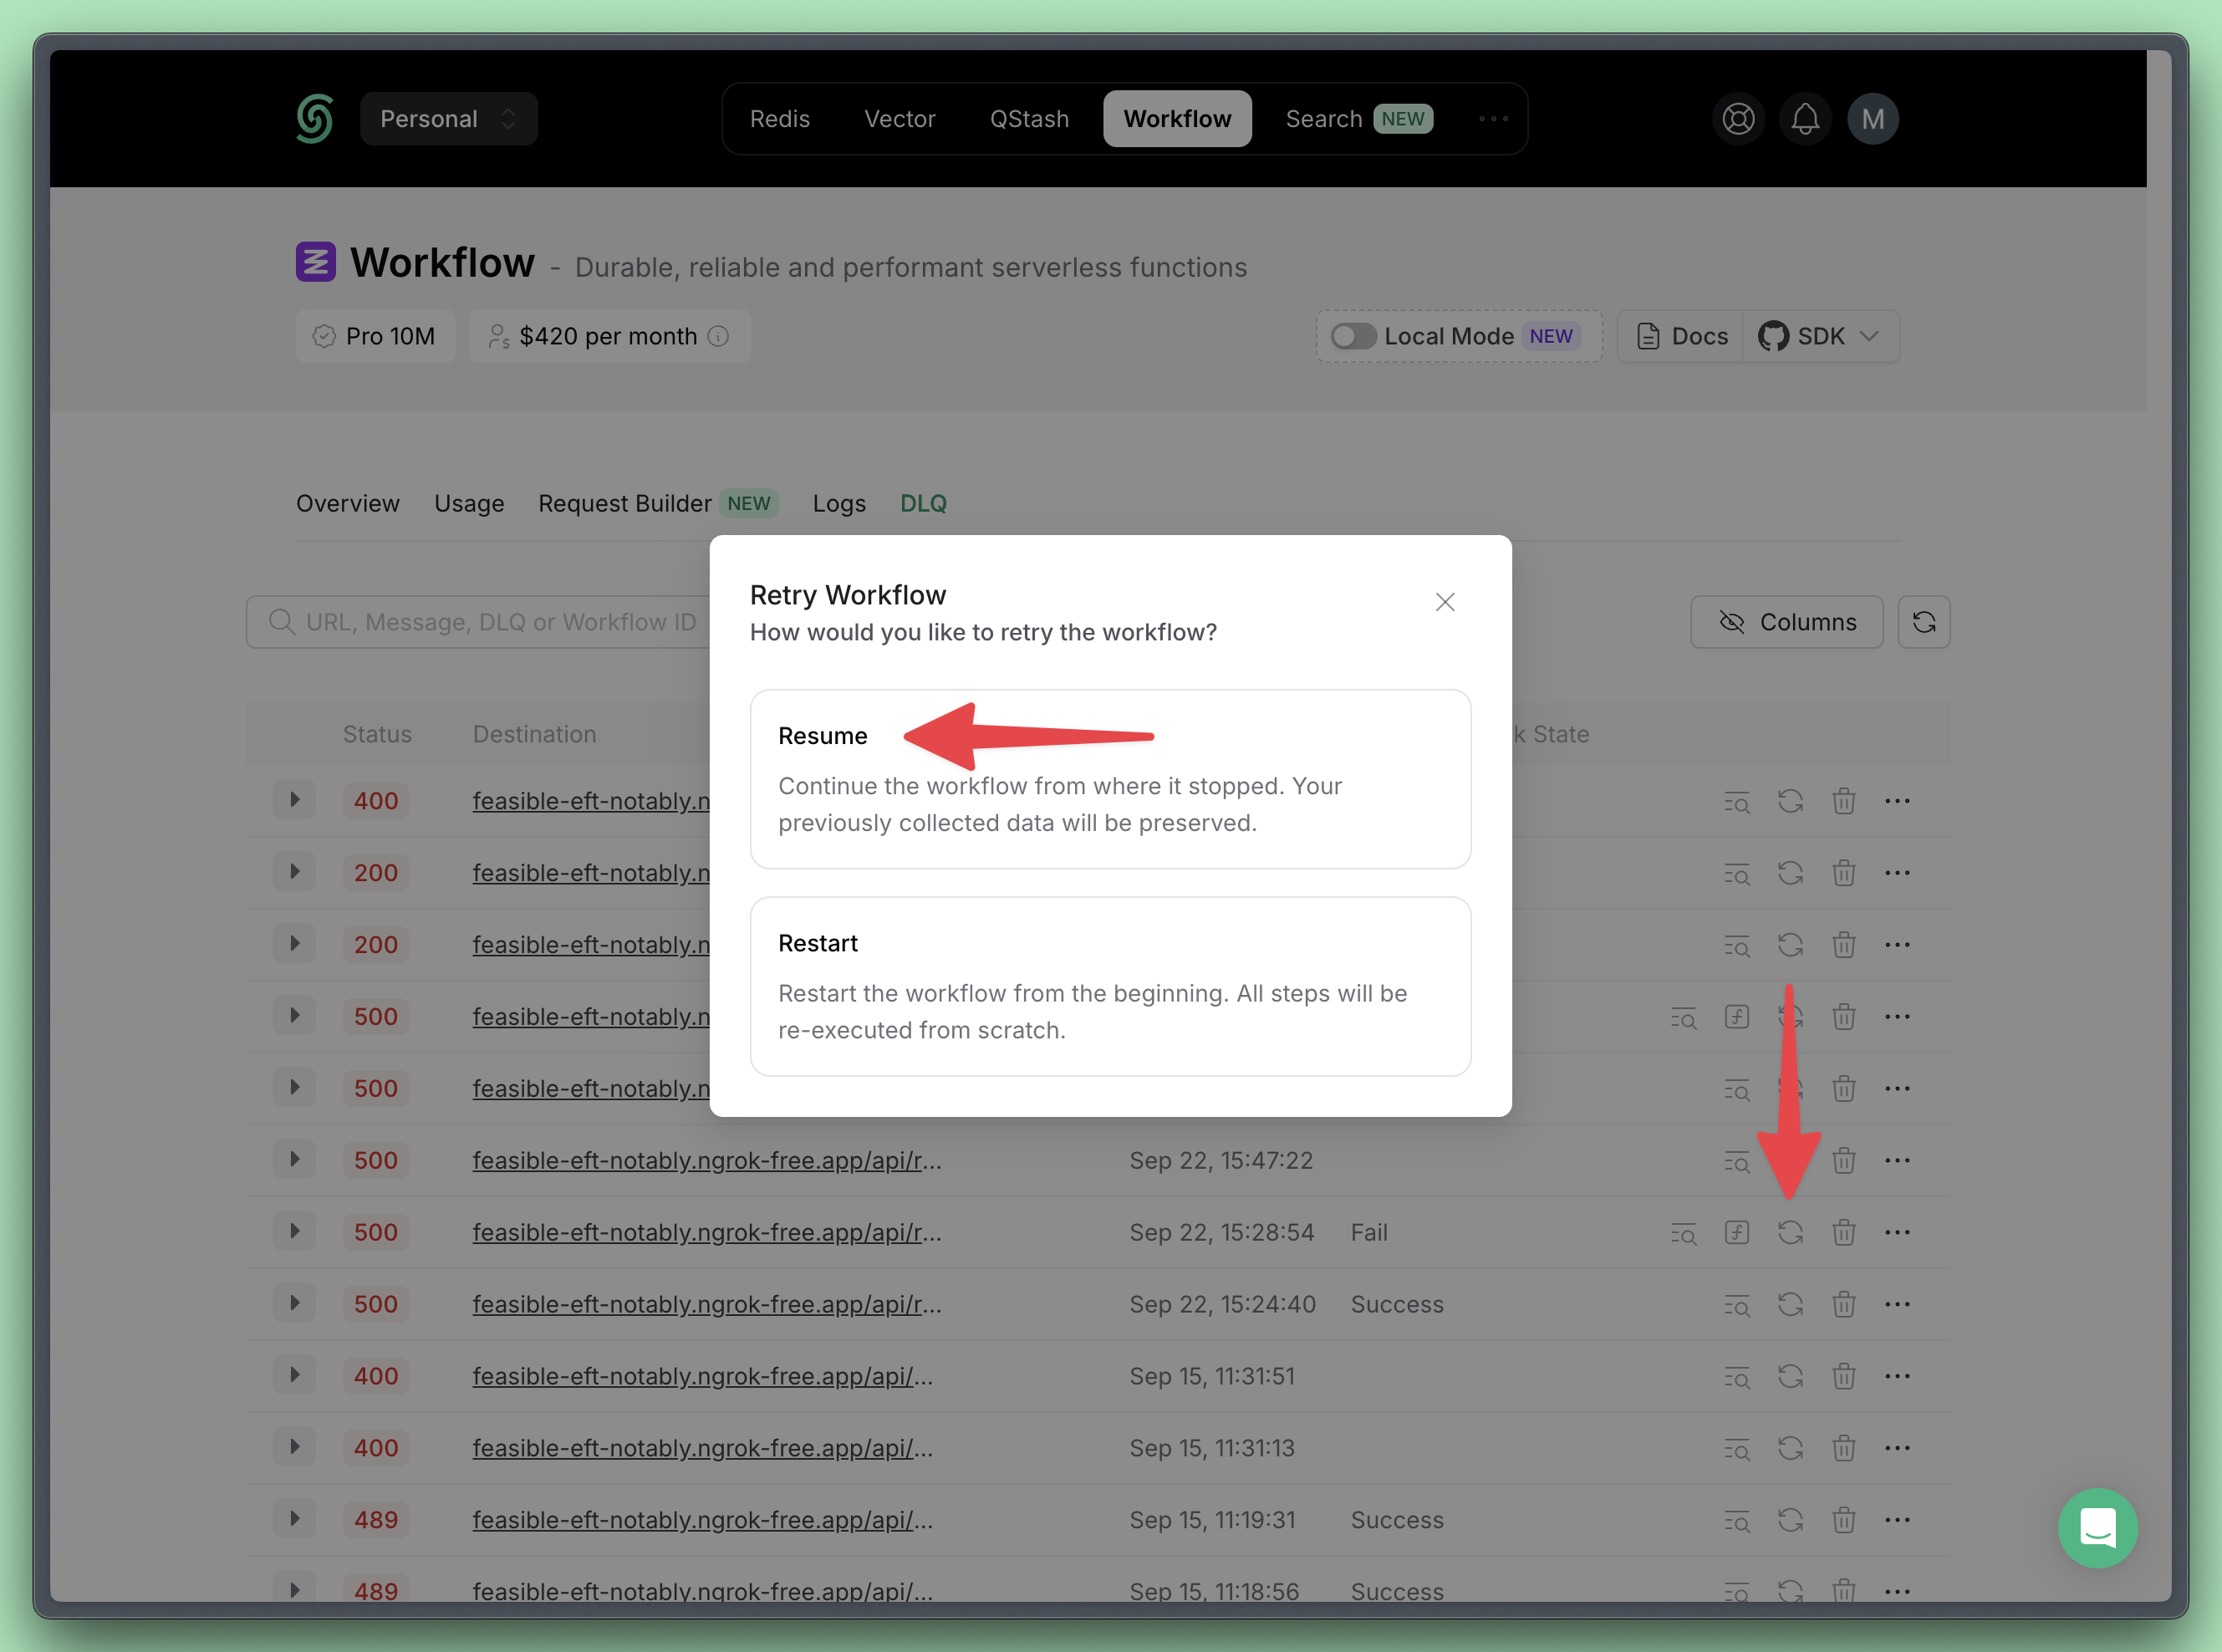 Personal
Redis
Vector
QStash
Workflow
Search NEW
M
Workflow - Durable, reliable and performant serverless functions
Pro 10M
$420 per month
Local Mode NEW
Docs
SDK
Overview
Usage
Request Builder NEW
Logs
DLQ
URL, Message, DLQ or Workflow ID
Columns
Retry Workflow
How would you like to retry the workflow?
Resume
Continue the workflow from where it stopped. Your
previously collected data will be preserved.
Restart
Restart the workflow from the beginning. All steps will be
re-executed from scratch.
Status Destination k State
400 feasible-eft-notably.n
200 feasible-eft-notably.n
200 feasible-eft-notably.n
500 feasible-eft-notably.n
500 feasible-eft-notably.n
500 feasible-eft-notably.ngrok-free.app/api/r... Sep 22, 15:47:22
500 feasible-eft-notably.ngrok-free.app/api/r... Sep 22, 15:28:54 Fail
500 feasible-eft-notably.ngrok-free.app/api/r... Sep 22, 15:24:40 Success
400 feasible-eft-notably.ngrok-free.app/api/... Sep 15, 11:31:51
400 feasible-eft-notably.ngrok-free.app/api/... Sep 15, 11:31:13
489 feasible-eft-notably.ngrok-free.app/api/... Sep 15, 11:19:31 Success
489 feasible-eft-notably.ngrok-free.app/api/... Sep 15, 11:18:56 Success